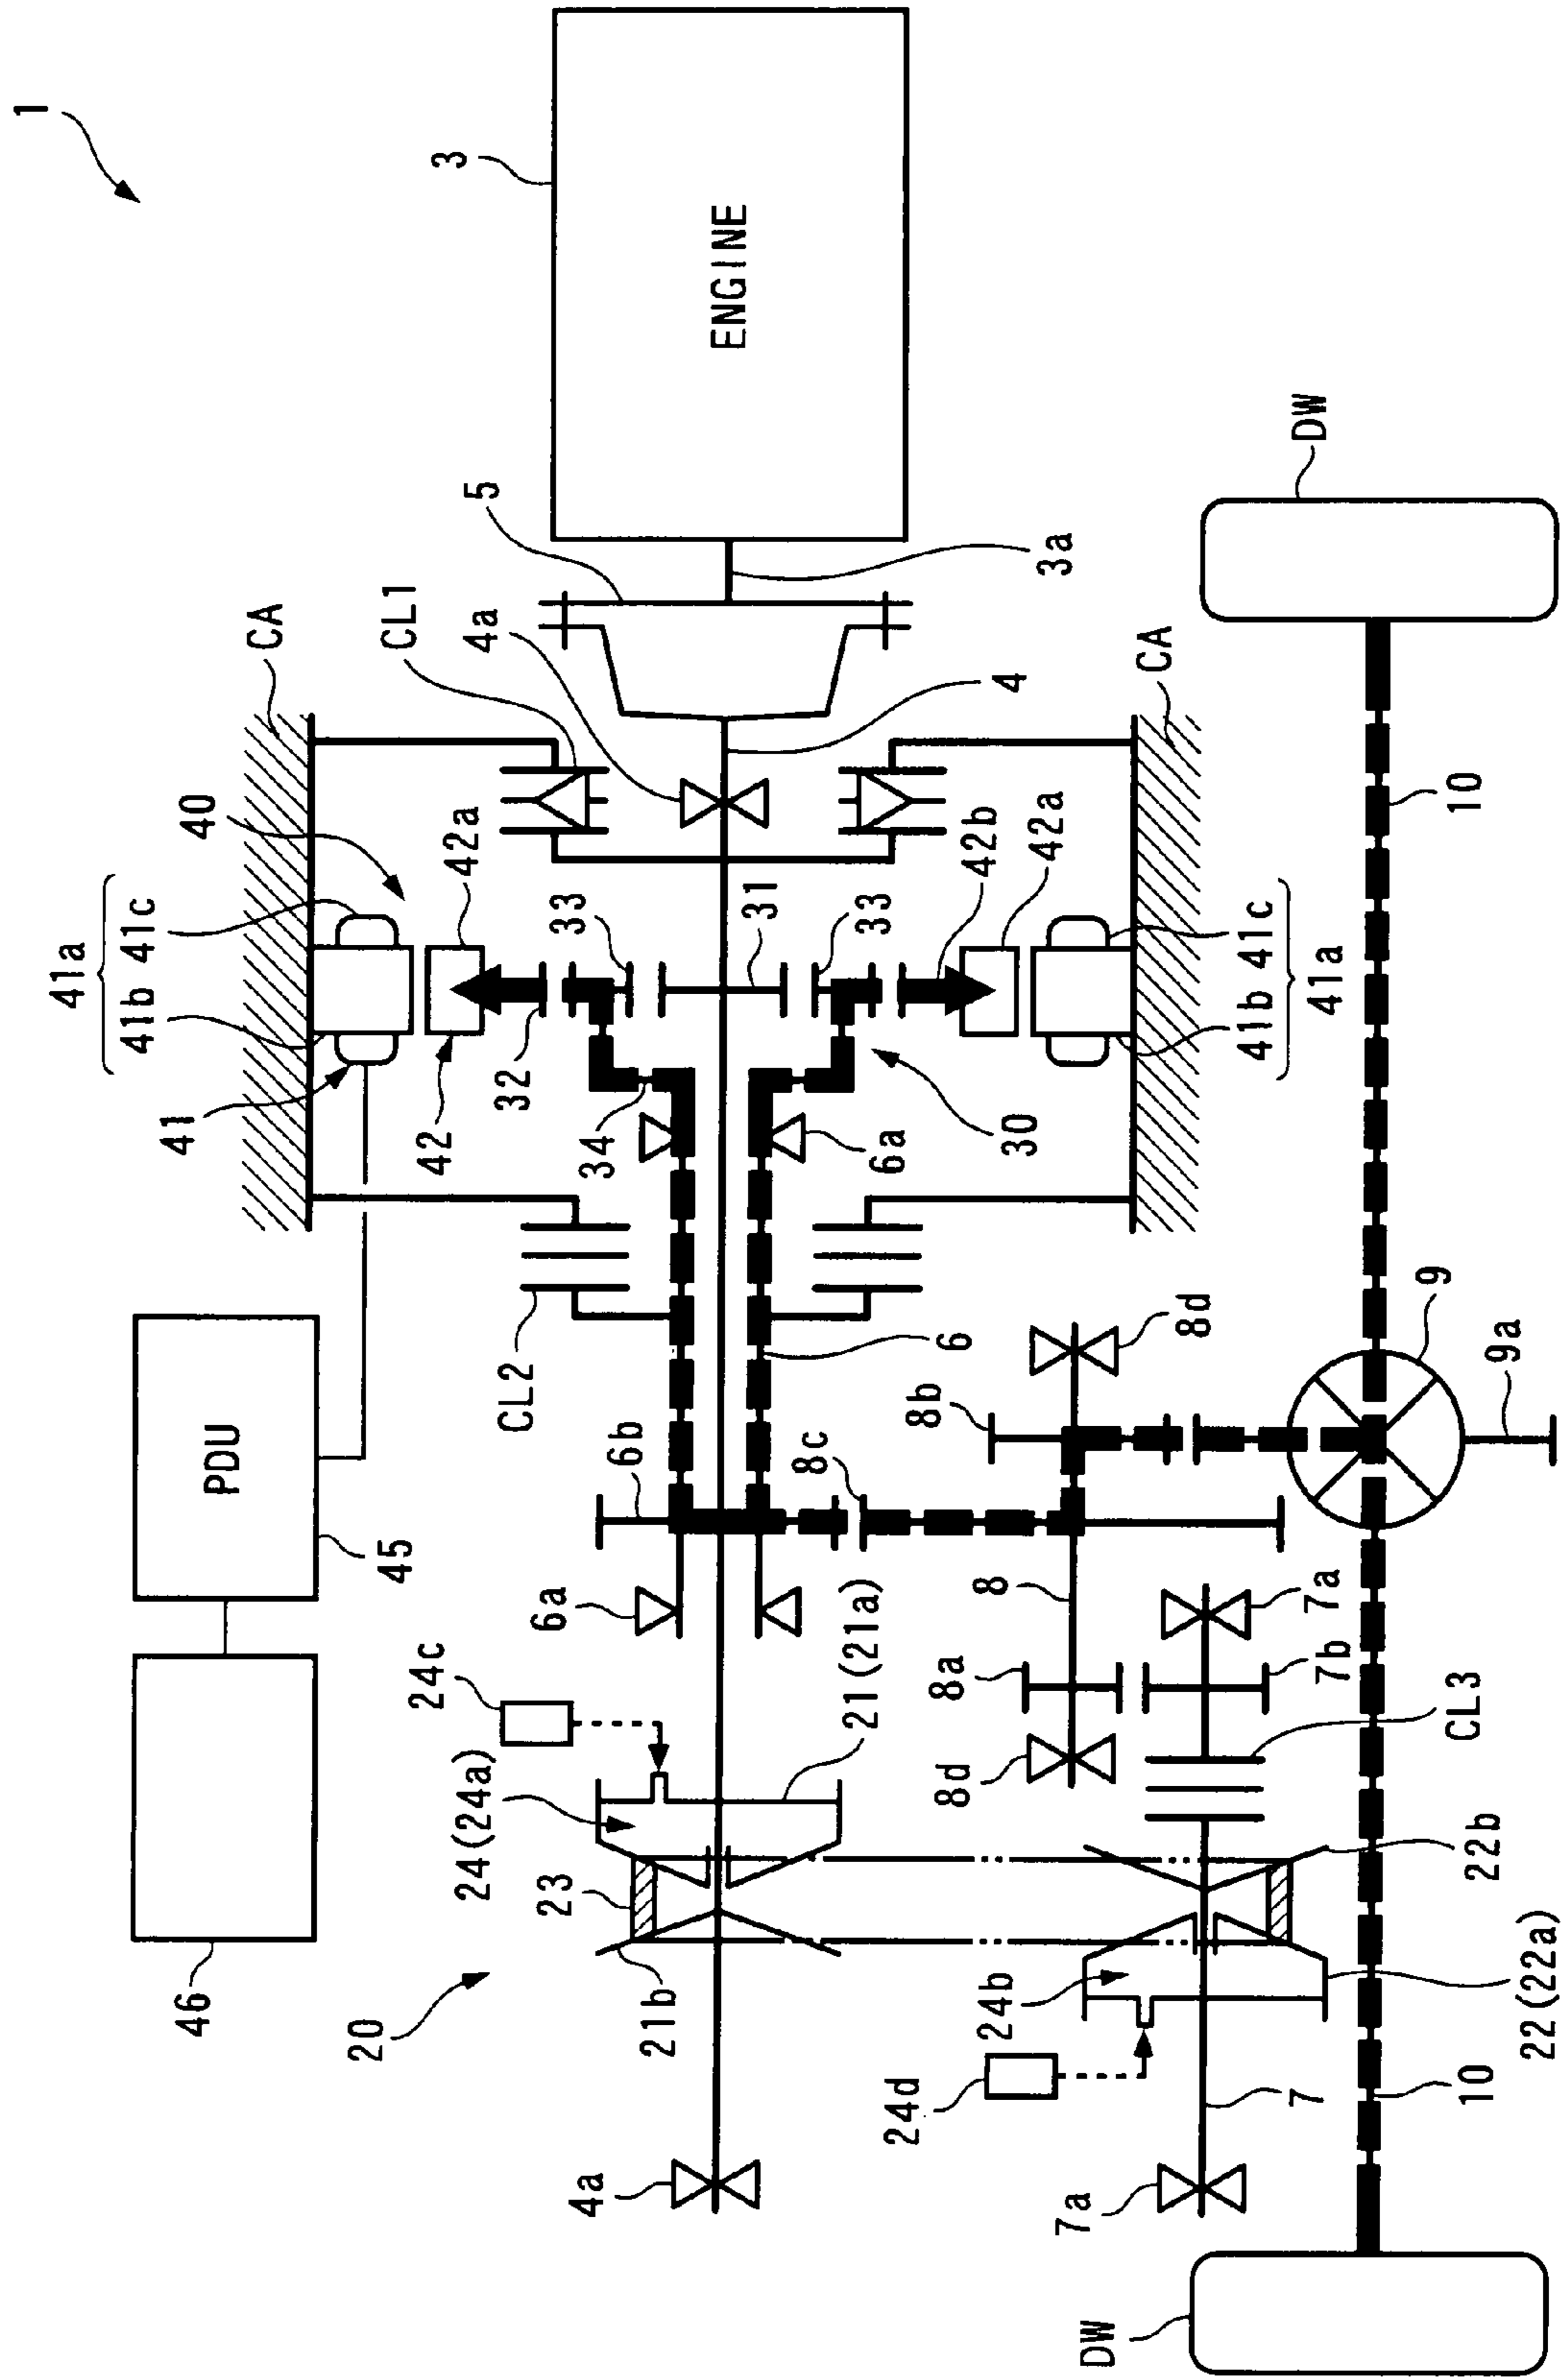 1
3
ENGINE
5
3a
CA
CL1
4a
4
CA
DW
40
42a
41a
41b 41c
33
31
33
42b
42a
41b 41c
41a
10
41
42
32
34
6a
30
PDU
45
CL2
6
6b
8c
8b
8d
9
9a
6a
8
7a
24c
21(21a)
8a
7b
24(24a)
8d
CL3
23
46
20
21b
24b
22b
24d
22(22a)
7
10
4a
7a
DW